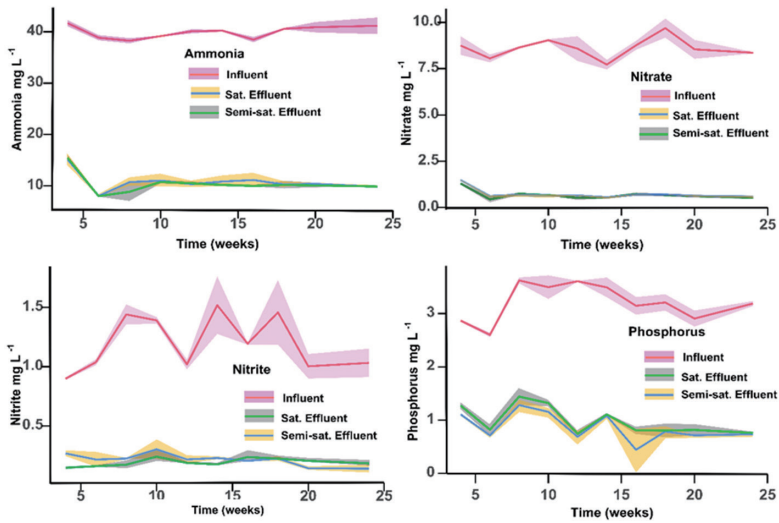 40
30
20
10
Ammonia mg L⁻¹
Ammonia
Influent
Sat. Effluent
Semi-sat. Effluent
5
10
15
20
25
Time (weeks)
10.0
7.5
5.0
2.5
0.0
Nitrate mg L⁻¹
Nitrate
Influent
Sat. Effluent
Semi-sat. Effluent
5
10
15
20
25
Time (weeks)
1.5
1.0
0.5
Nitrite mg L⁻¹
Nitrite
Influent
Sat. Effluent
Semi-sat. Effluent
5
10
15
20
25
Time (weeks)
3
2
1
0
Phosphorus mg L⁻¹
Phosphorus
Influent
Sat. Effluent
Semi-sat. Effluent
5
10
15
20
25
Time (weeks)